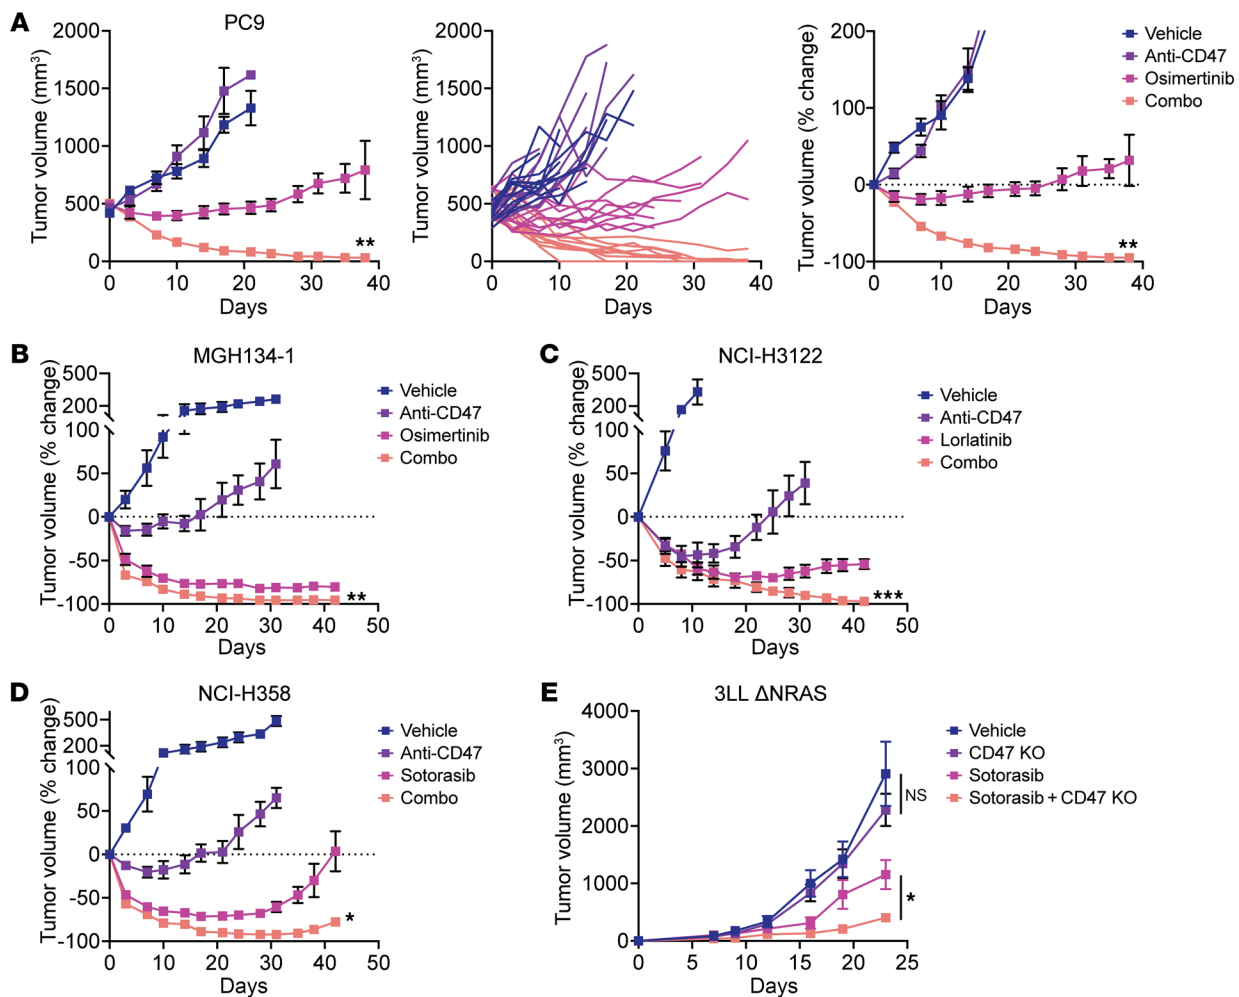 A
PC9
Tumor volume (mm³)
2000
1500
1000
500
0
0 10 20 30 40
Days
**
Tumor volume (mm³)
2000
1500
1000
500
0
0 10 20 30 40
Days
Tumor volume (% change)
200
100
0
-100
0 10 20 30 40
Days
**
Vehicle
Anti-CD47
Osimertinib
Combo
B
MGH134-1
Tumor volume (% change)
500
200
100
50
0
-50
-100
0 10 20 30 40 50
Days
**
Vehicle
Anti-CD47
Osimertinib
Combo
C
NCI-H3122
Tumor volume (% change)
500
200
100
50
0
-50
-100
0 10 20 30 40 50
Days
***
Vehicle
Anti-CD47
Lorlatinib
Combo
D
NCI-H358
Tumor volume (% change)
500
200
100
50
0
-50
-100
0 10 20 30 40 50
Days
*
Vehicle
Anti-CD47
Sotorasib
Combo
E
3LL ΔNRAS
Tumor volume (mm³)
4000
3000
2000
1000
0
0 5 10 15 20 25
Days
NS
*
Vehicle
CD47 KO
Sotorasib
Sotorasib + CD47 KO